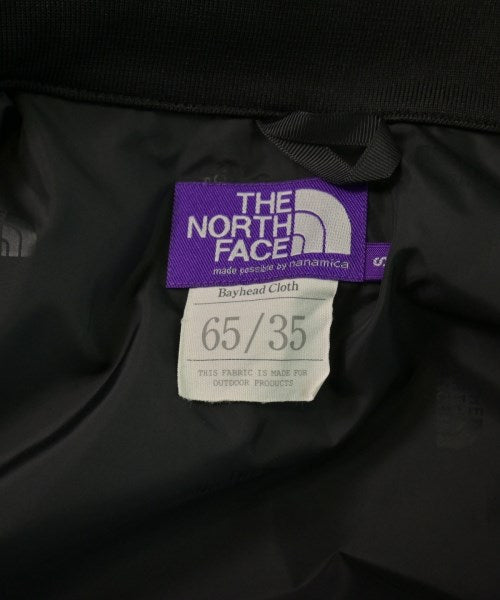 THE
NORTH
FACE
made possible by nanamica
S
Bayhead Cloth
65/35
THIS FABRIC IS MADE FOR
OUTDOOR PRODUCTS